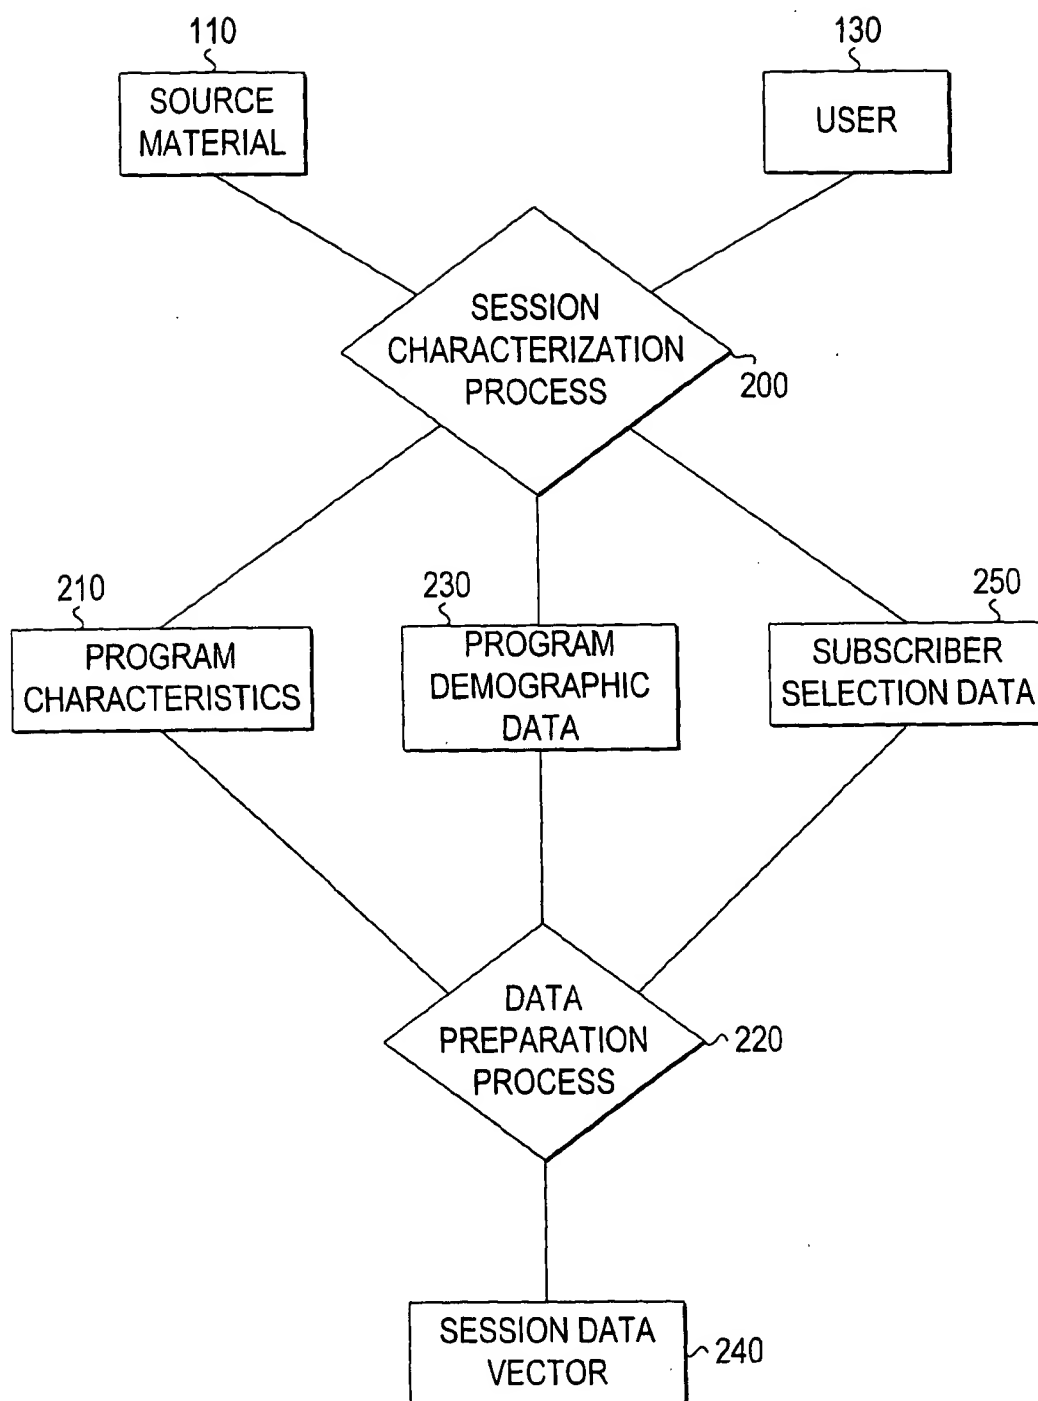 110
130
SOURCE
MATERIAL
USER
SESSION
CHARACTERIZATION
PROCESS
200
210
230
250
PROGRAM
CHARACTERISTICS
PROGRAM
DEMOGRAPHIC
DATA
SUBSCRIBER
SELECTION DATA
DATA
PREPARATION
PROCESS
220
SESSION DATA
VECTOR
240